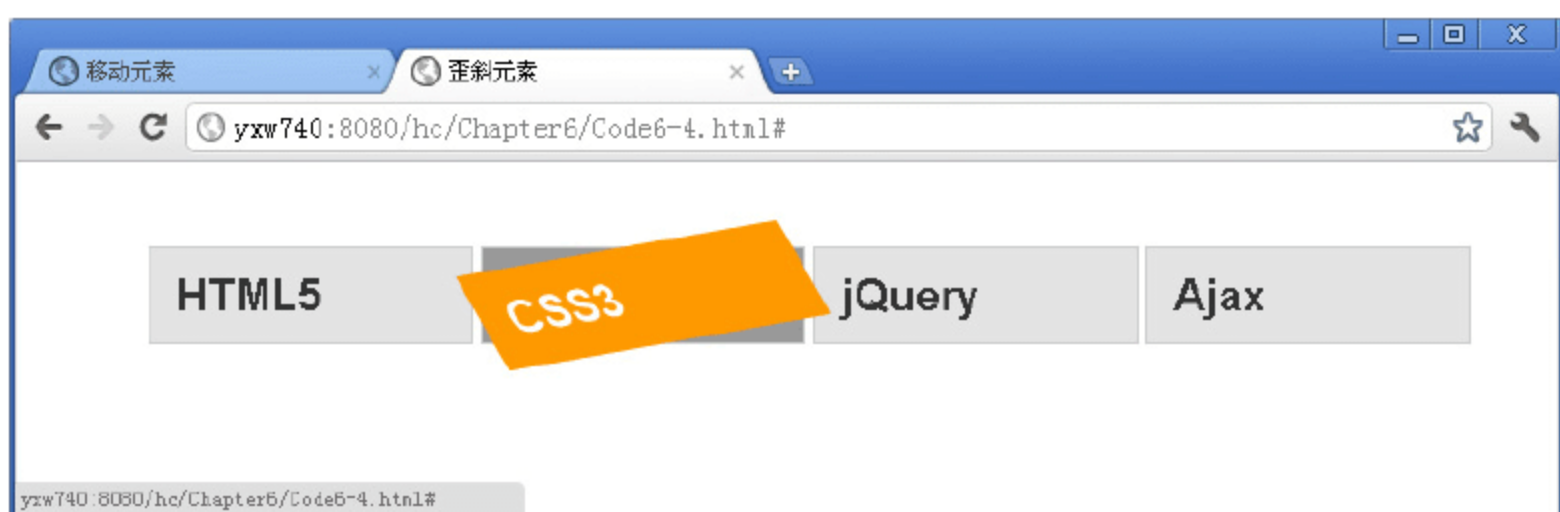 移动元素
歪斜元素
yxw740:8080/hc/Chapter6/Code6-4.html#
HTML5
CSS3
jQuery
Ajax
yxw740:8080/hc/Chapter6/Code6-4.html#